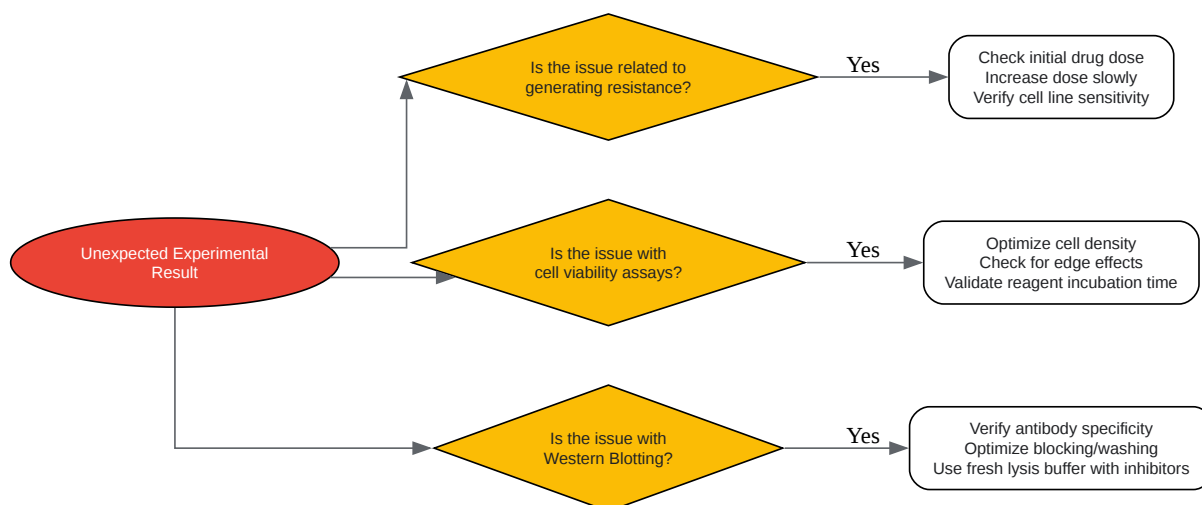 Is the issue related to
generating resistance?
Yes
Check initial drug dose
Increase dose slowly
Verify cell line sensitivity
Unexpected Experimental
Result
Is the issue with
cell viability assays?
Yes
Optimize cell density
Check for edge effects
Validate reagent incubation time
Is the issue with
Western Blotting?
Yes
Verify antibody specificity
Optimize blocking/washing
Use fresh lysis buffer with inhibitors